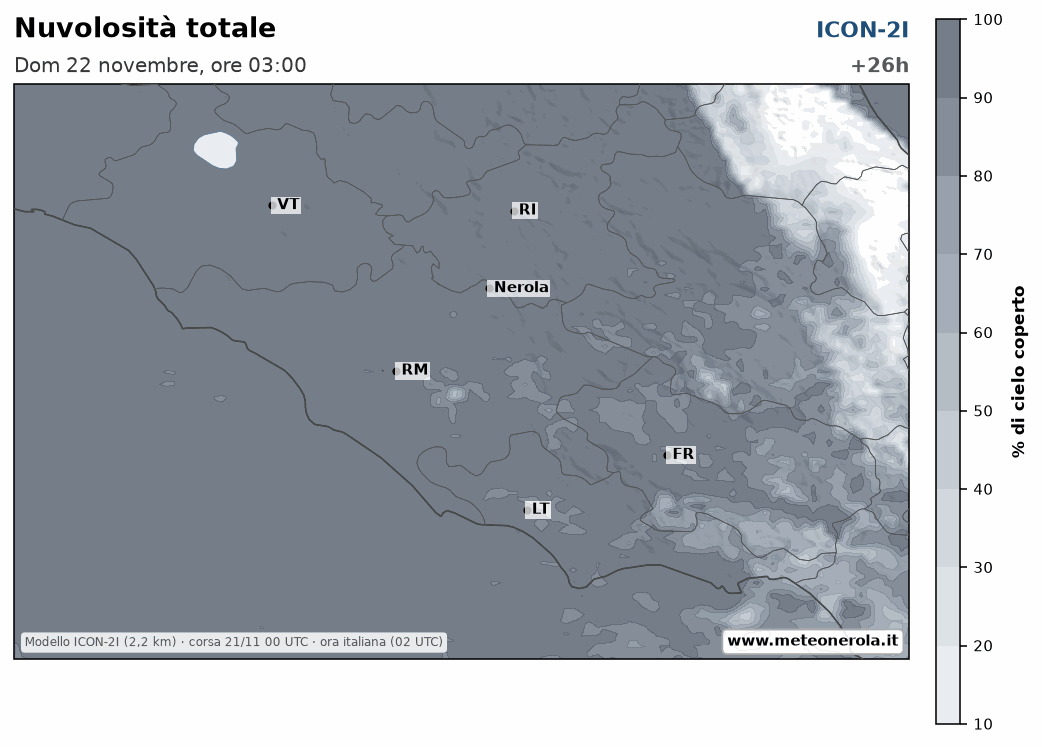 Nuvolosità totale
ICON-2I
Dom 22 novembre, ore 03:00
+26h
VT
RI
Nerola
RM
FR
LT
Modello ICON-2I (2,2 km) · corsa 21/11 00 UTC · ora italiana (02 UTC)
www.meteonerola.it
100
90
80
70
60
50
40
30
20
10
% di cielo coperto